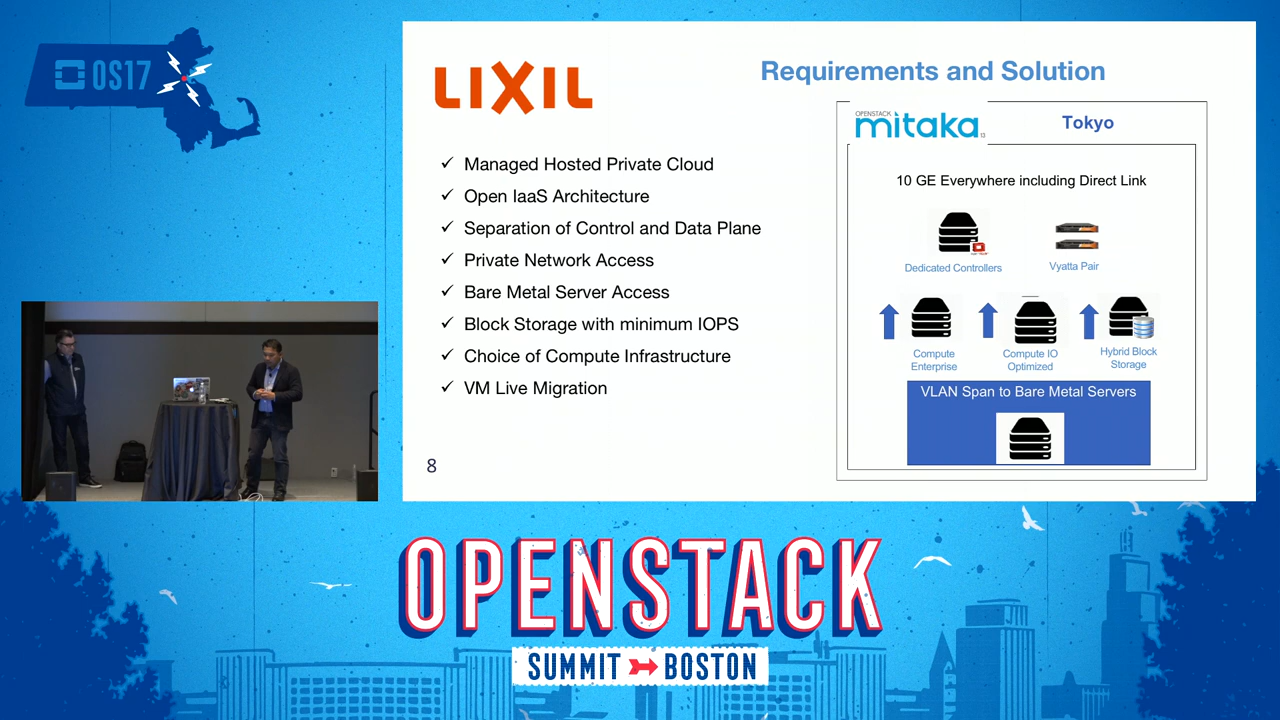 OS17
LIXIL
Requirements and Solution
✓ Managed Hosted Private Cloud
✓ Open IaaS Architecture
✓ Separation of Control and Data Plane
✓ Private Network Access
✓ Bare Metal Server Access
✓ Block Storage with minimum IOPS
✓ Choice of Compute Infrastructure
✓ VM Live Migration
8
OPENSTACK
mitaka
Tokyo
10 GE Everywhere including Direct Link
Dedicated Controllers
Vyatta Pair
Compute
Enterprise
Compute IO
Optimized
Hybrid Block
Storage
VLAN Span to Bare Metal Servers
OPENSTACK
SUMMIT BOSTON